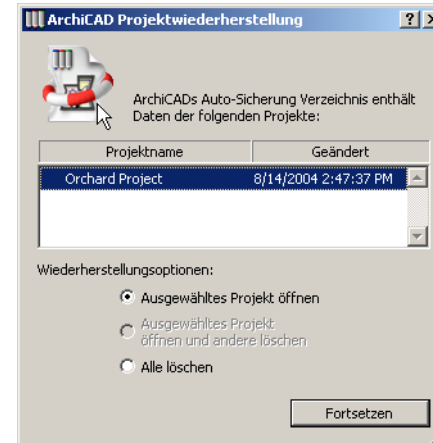 ArchiCAD Projektwiederherstellung
ArchiCADs Auto-Sicherung Verzeichnis enthält
Daten der folgenden Projekte:
Projektname Geändert
Orchard Project 8/14/2004 2:47:37 PM
Wiederherstellungsoptionen:
Ausgewähltes Projekt öffnen
Ausgewähltes Projekt
öffnen und andere löschen
Alle löschen
Fortsetzen